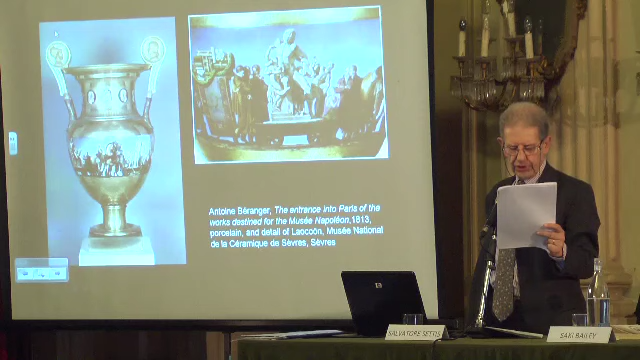 Antoine Béranger, The entrance into Paris of the
works destined for the Musée Napoléon,1813,
porcelain, and detail of Laocoön, Musée National
de la Céramique de Sèvres, Sèvres
SALVATORE SETTIS
SAKI BAILEY